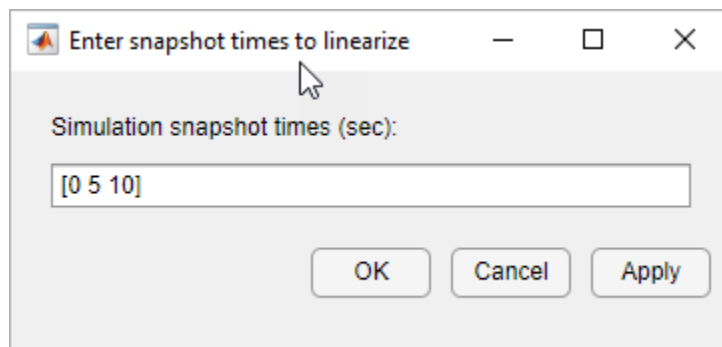 Enter snapshot times to linearize
Simulation snapshot times (sec):
[0 5 10]
OK Cancel Apply